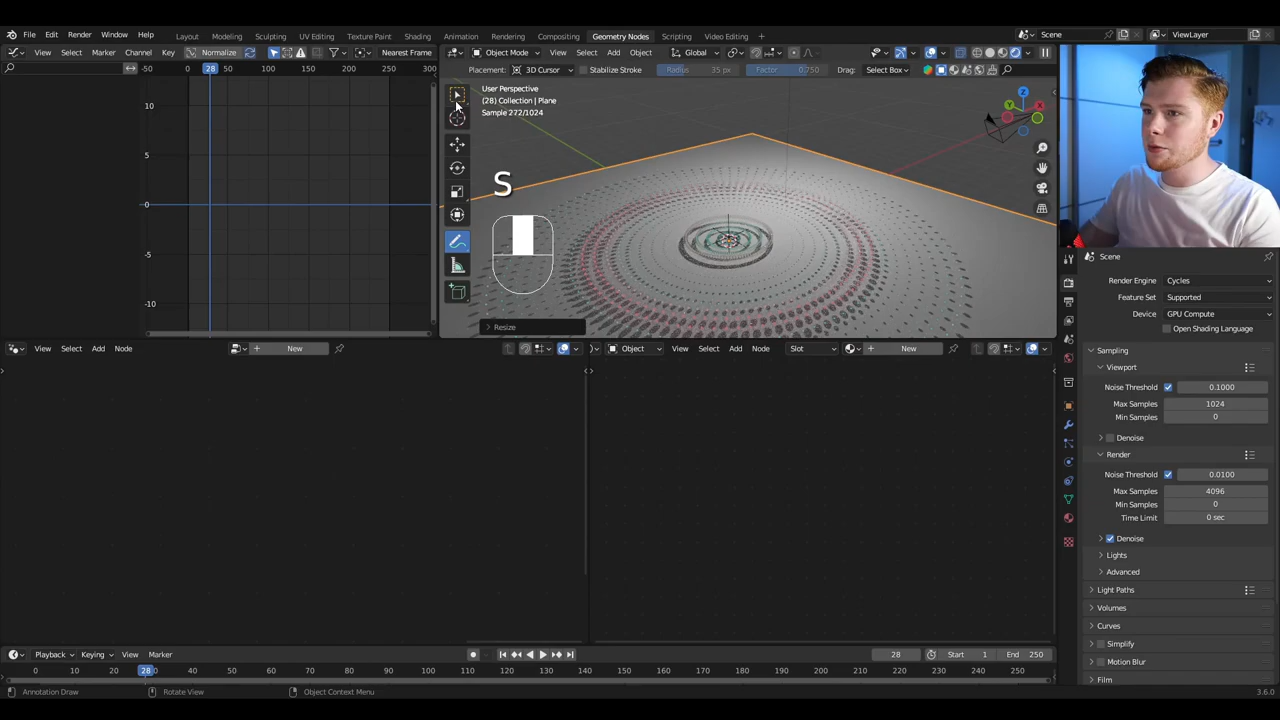 File Edit Render Window Help Layout Modeling Sculpting UV Editing Texture Paint Shading Animation Rendering Compositing Geometry Nodes Scripting Video Editing Scene ViewLayer
View Select Marker Channel Key Normalize Nearest Frame Object Mode View Select Add Object Global
-50 0 28 50 100 150 200 250 300
Placement: 3D Cursor Stabilize Stroke Radius 35 px Factor 0.750 Drag: Select Box
10
5
0
-5
-10
User Perspective
(28) Collection | Plane
Sample 272/1024
S
Resize
Scene
Render Engine Cycles
Feature Set Supported
Device GPU Compute
Open Shading Language
Sampling
Viewport
Noise Threshold 0.1000
Max Samples 1024
Min Samples 0
Denoise
Render
Noise Threshold 0.0100
Max Samples 4096
Min Samples 0
Time Limit 0 sec
Denoise
Lights
Advanced
Light Paths
Volumes
Curves
Simplify
Motion Blur
Film
View Select Add Node New Object View Select Add Node Slot New
Playback Keying View Marker 28 Start 1 End 250
0 10 20 28 40 50 60 70 80 90 100 110 120 130 140 150 160 170 180 190 200 210 220 230 240 250
Annotation Draw Rotate View Object Context Menu 3.6.0